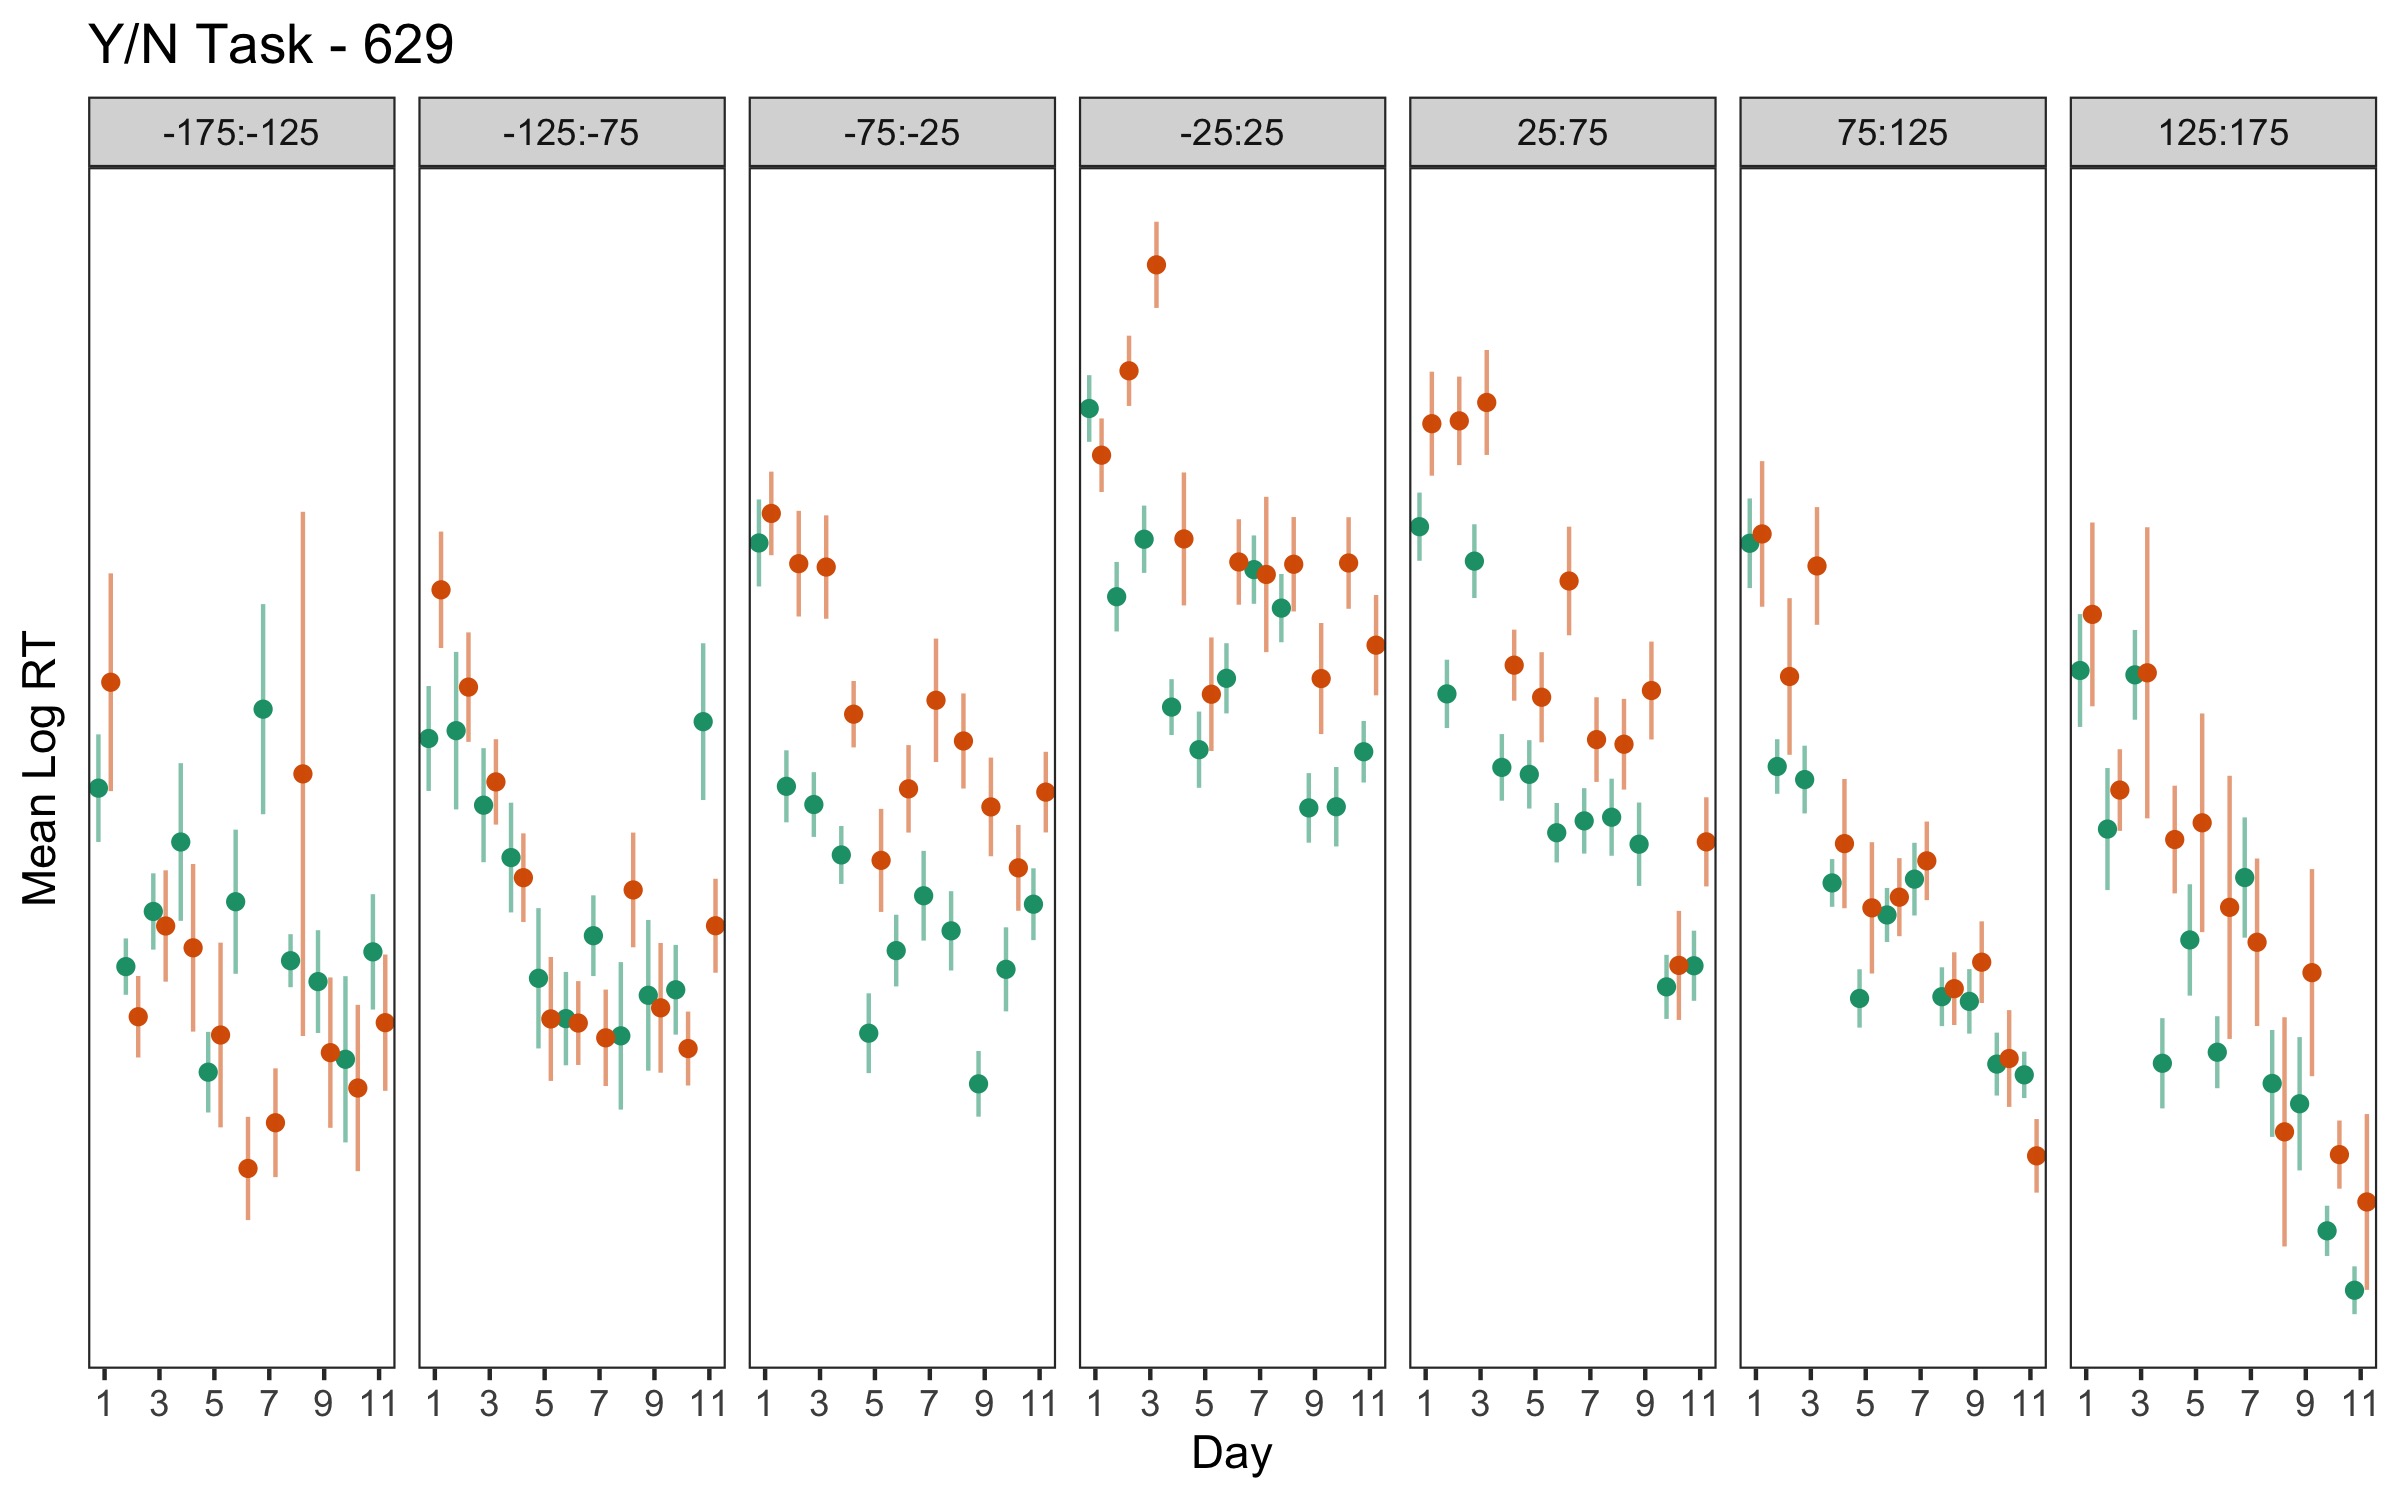 Y/N Task - 629
-175:-125 -125:-75 -75:-25 -25:25 25:75 75:125 125:175
Mean Log RT
1 3 5 7 9 11 1 3 5 7 9 11 1 3 5 7 9 11 1 3 5 7 9 11 1 3 5 7 9 11 1 3 5 7 9 11 1 3 5 7 9 11
Day